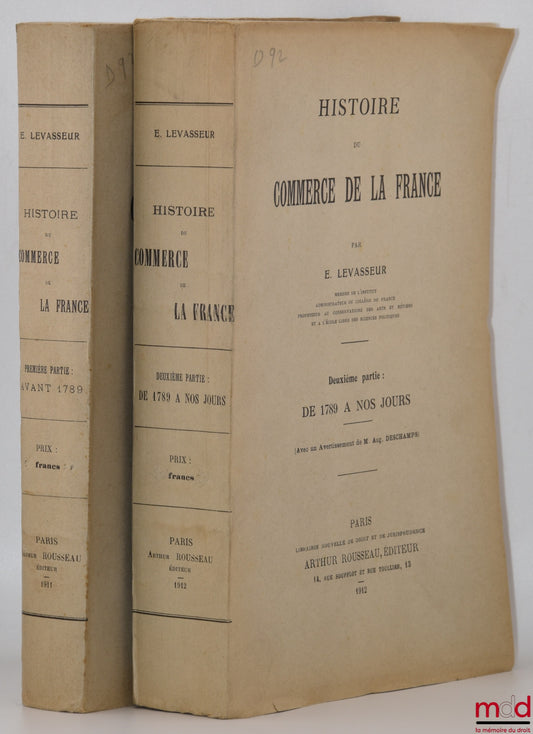 D 92
E. LEVASSEUR
HISTOIRE
DU
COMMERCE
DE
LA FRANCE
PREMIÈRE PARTIE :
AVANT 1789
PRIX :
francs
PARIS
ARTHUR ROUSSEAU
ÉDITEUR
1911
E. LEVASSEUR
HISTOIRE
DU
COMMERCE
DE
LA FRANCE
DEUXIÈME PARTIE :
DE 1789 A NOS JOURS
PRIX :
francs
PARIS
ARTHUR ROUSSEAU
ÉDITEUR
1912
D 92
HISTOIRE
DU
COMMERCE DE LA FRANCE
PAR
E. LEVASSEUR
MEMBRE DE L'INSTITUT
ADMINISTRATEUR DU COLLÈGE DE FRANCE
PROFESSEUR AU CONSERVATOIRE DES ARTS ET MÉTIERS
ET A L'ÉCOLE LIBRE DES SCIENCES POLITIQUES
Deuxième partie :
DE 1789 A NOS JOURS
(Avec un Avertissement de M. Aug. DESCHAMPS)
PARIS
LIBRAIRIE NOUVELLE DE DROIT ET DE JURISPRUDENCE
ARTHUR ROUSSEAU, ÉDITEUR
14, RUE SOUFFLOT ET RUE TOULLIER, 13
1912
mdd
la mémoire du droit